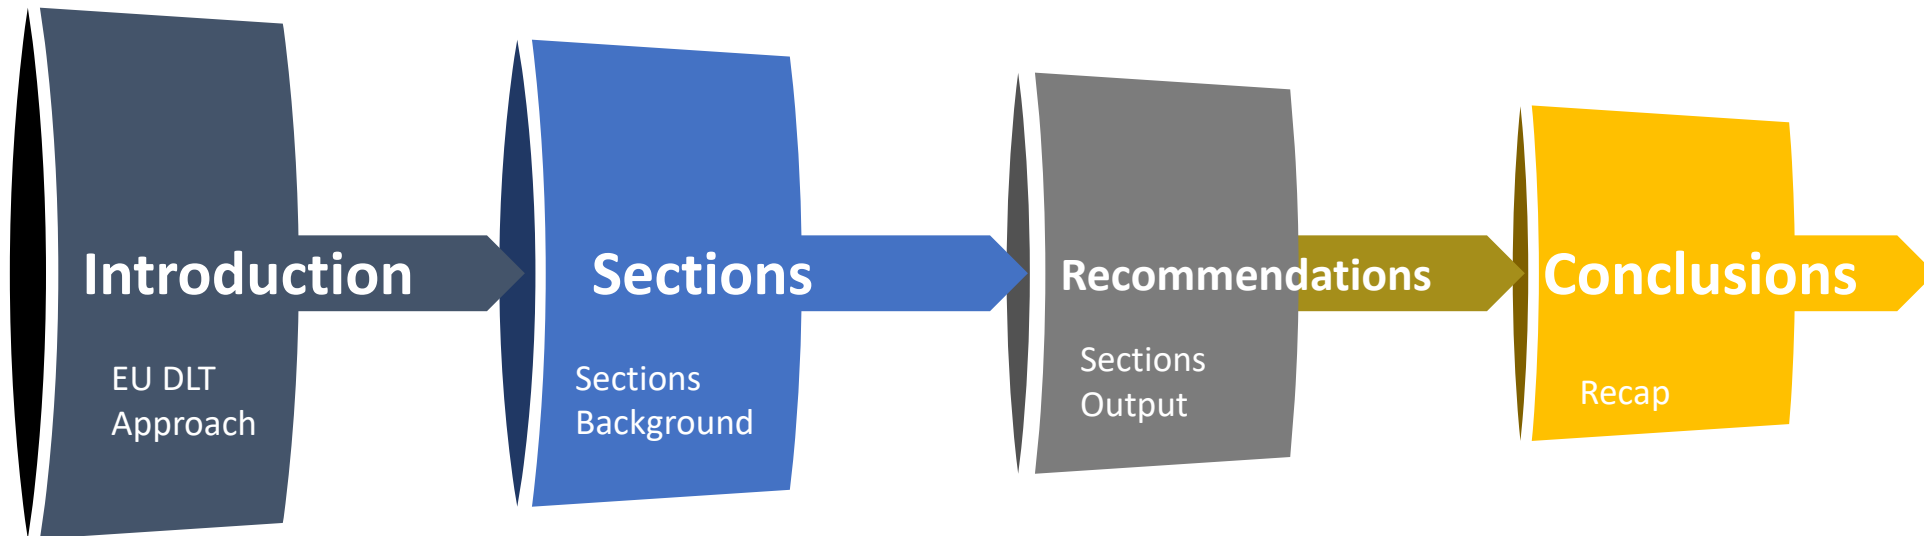 Introduction
EU DLT
Approach
Sections
Sections
Background
Recommendations
Sections
Output
Conclusions
Recap